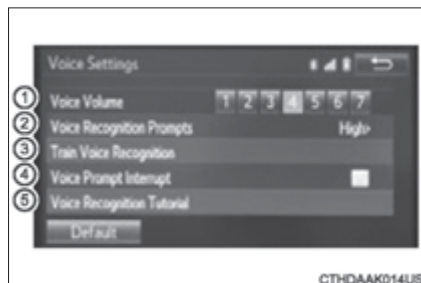 Voice Settings
① Voice Volume 1 2 3 4 5 6 7
② Voice Recognition Prompts High>
③ Train Voice Recognition
④ Voice Prompt Interrupt
⑤ Voice Recognition Tutorial
Default
CTHDAAK014US